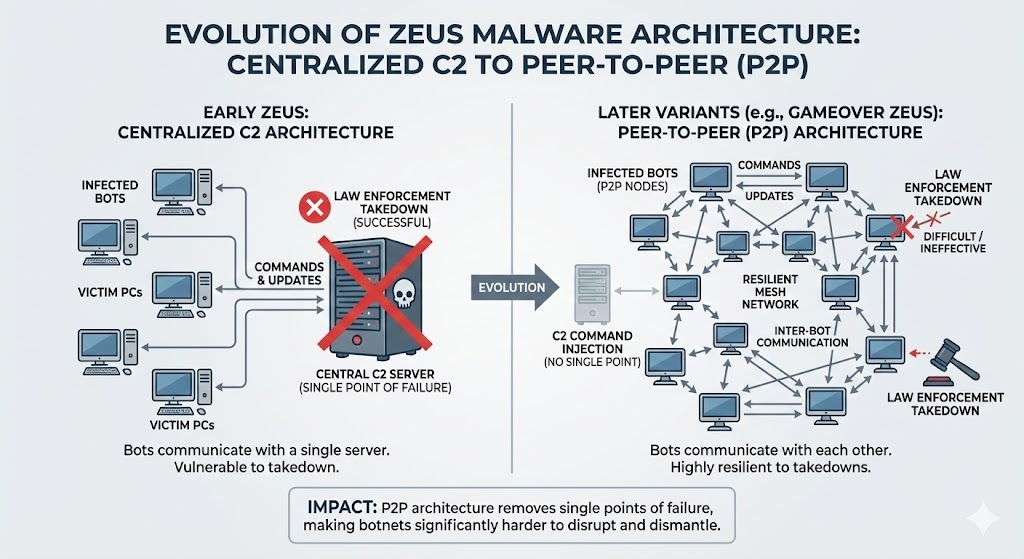 EVOLUTION OF ZEUS MALWARE ARCHITECTURE:
CENTRALIZED C2 TO PEER-TO-PEER (P2P)
EARLY ZEUS:
CENTRALIZED C2 ARCHITECTURE
INFECTED
BOTS
VICTIM PCs
VICTIM PCs
LAW ENFORCEMENT
TAKEDOWN
(SUCCESSFUL)
COMMANDS
& UPDATES
CENTRAL C2 SERVER
(SINGLE POINT OF FAILURE)
Bots communicate with a single server.
Vulnerable to takedown.
EVOLUTION
LATER VARIANTS (e.g., GAMEOVER ZEUS):
PEER-TO-PEER (P2P) ARCHITECTURE
INFECTED BOTS
(P2P NODES)
COMMANDS
UPDATES
LAW
ENFORCEMENT
TAKEDOWN
DIFFICULT /
INEFFECTIVE
RESILIENT
MESH
NETWORK
C2 COMMAND
INJECTION
(NO SINGLE POINT)
INTER-BOT
COMMUNICATION
LAW ENFORCEMENT
TAKEDOWN
Bots communicate with each other.
Highly resilient to takedowns.
IMPACT: P2P architecture removes single points of failure,
making botnets significantly harder to disrupt and dismantle.